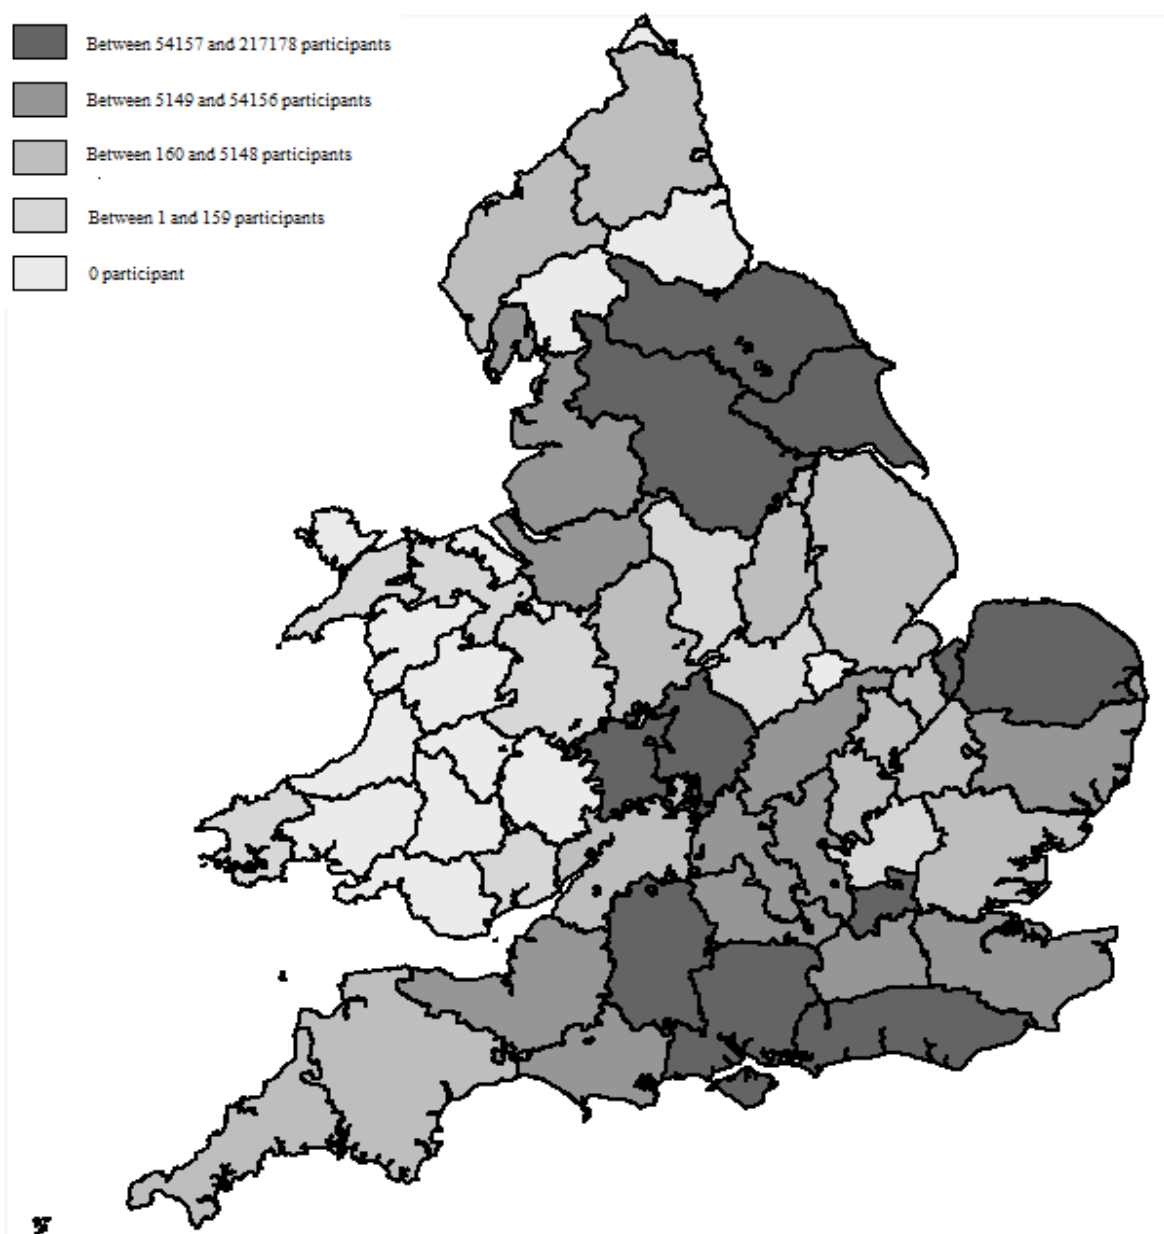 Between 54157 and 217178 participants
Between 5149 and 54156 participants
Between 160 and 5148 participants
Between 1 and 159 participants
0 participant